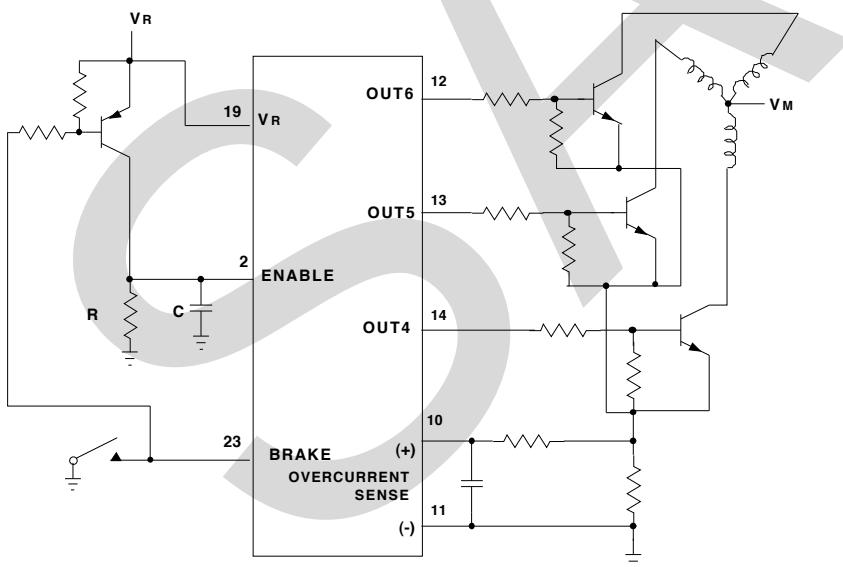 VR
12
OUT6
19
VR
VM
13
OUT5
2
ENABLE
R
C
14
OUT4
10
23
BRAKE
(+)
OVERCURRENT
SENSE
11
(-)